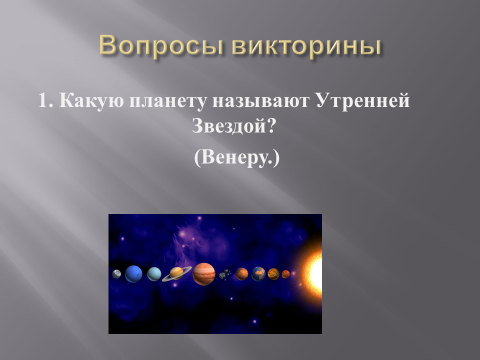 Вопросы викторины
1. Какую планету называют Утренней
Звездой?
(Венеру.)